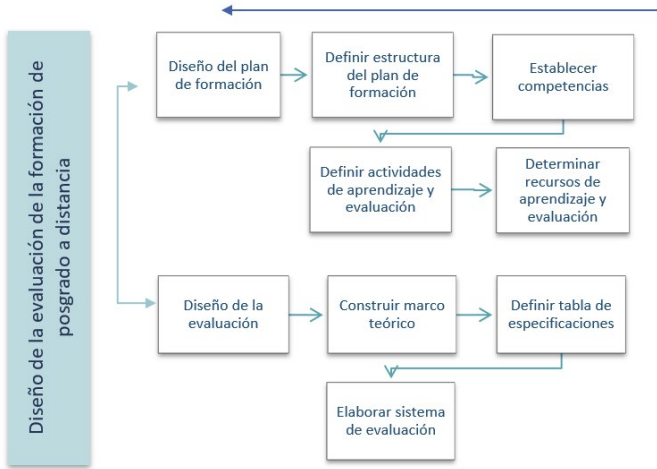 Diseño de la evaluación de la formación de
posgrado a distancia
Diseño del plan
de formación
Definir estructura
del plan de
formación
Establecer
competencias
Definir actividades
de aprendizaje y
evaluación
Determinar
recursos de
aprendizaje y
evaluación
Diseño de la
evaluación
Construir marco
teórico
Definir tabla de
especificaciones
Elaborar sistema
de evaluación